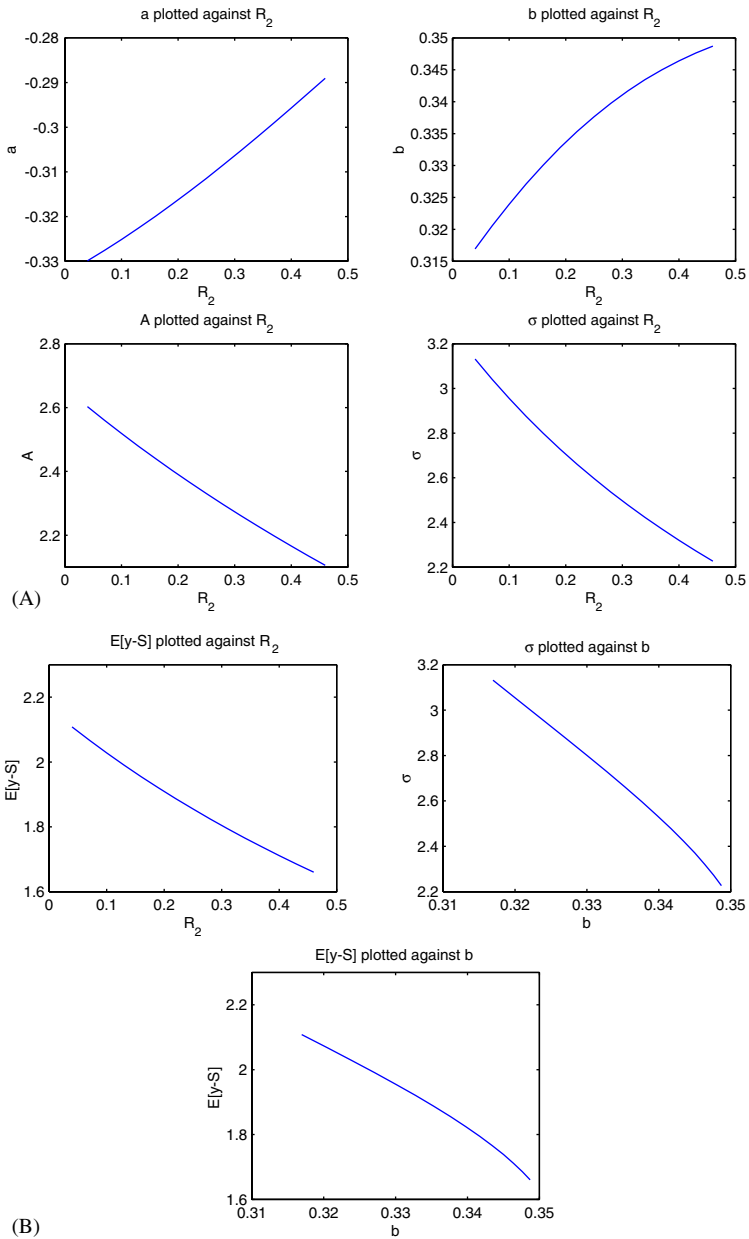 a plotted against R2
-0.28
-0.29
-0.3
-0.31
-0.32
-0.33
a
0 0.1 0.2 0.3 0.4 0.5
R2
b plotted against R2
0.35
0.345
0.34
0.335
0.33
0.325
0.32
0.315
b
0 0.1 0.2 0.3 0.4 0.5
R2
A plotted against R2
2.8
2.6
2.4
2.2
A
0 0.1 0.2 0.3 0.4 0.5
R2
σ plotted against R2
3.2
3
2.8
2.6
2.4
2.2
σ
0 0.1 0.2 0.3 0.4 0.5
R2
(A)
E[y-S] plotted against R2
2.2
2
1.8
1.6
E[y-S]
0 0.1 0.2 0.3 0.4 0.5
R2
σ plotted against b
3.2
3
2.8
2.6
2.4
2.2
σ
0.31 0.32 0.33 0.34 0.35
b
E[y-S] plotted against b
2.2
2
1.8
1.6
E[y-S]
0.31 0.32 0.33 0.34 0.35
b
(B)